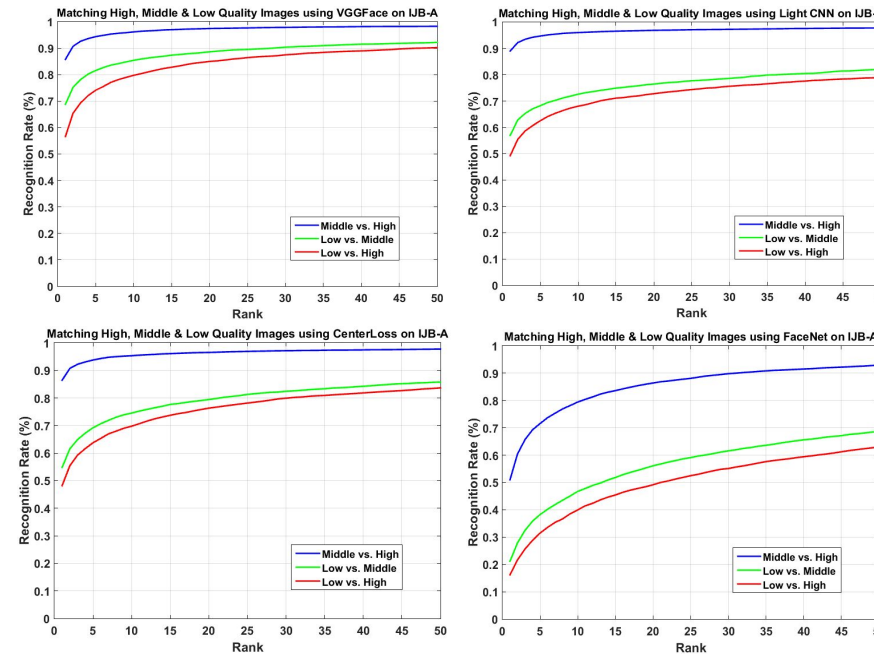 Matching High, Middle & Low Quality Images using VGGFace on IJB-A
Recognition Rate (%)
1
0.9
0.8
0.7
0.6
0.5
0.4
0.3
0.2
0.1
0
Middle vs. High
Low vs. Middle
Low vs. High
0 5 10 15 20 25 30 35 40 45 50
Rank
Matching High, Middle & Low Quality Images using Light CNN on IJB-
Recognition Rate (%)
1
0.9
0.8
0.7
0.6
0.5
0.4
0.3
0.2
0.1
0
Middle vs. High
Low vs. Middle
Low vs. High
0 5 10 15 20 25 30 35 40 45
Rank
Matching High, Middle & Low Quality Images using CenterLoss on IJB-A
Recognition Rate (%)
1
0.9
0.8
0.7
0.6
0.5
0.4
0.3
0.2
0.1
0
Middle vs. High
Low vs. Middle
Low vs. High
0 5 10 15 20 25 30 35 40 45 50
Rank
Matching High, Middle & Low Quality Images using FaceNet on IJB-A
Recognition Rate (%)
1
0.9
0.8
0.7
0.6
0.5
0.4
0.3
0.2
0.1
0
Middle vs. High
Low vs. Middle
Low vs. High
0 5 10 15 20 25 30 35 40 45
Rank